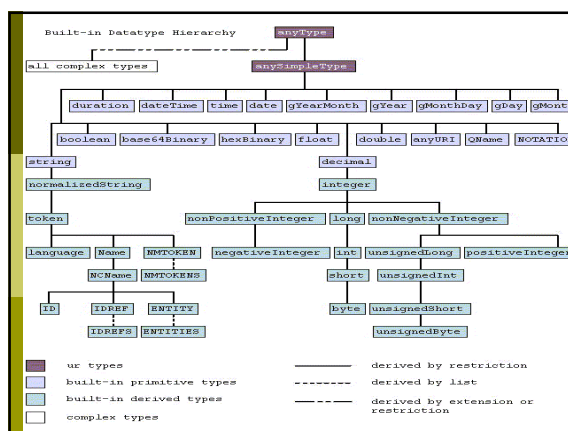 Built-in Datatype Hierarchy
anyType
all complex types
anySimpleType
duration dateTime time date gYearMonth gYear gMonthDay gDay gMont
boolean base64Binary hexBinary float double anyURI QName NOTATIO
string decimal
normalizedString integer
token nonPositiveInteger long nonNegativeInteger
language Name NMTOKEN negativeInteger int unsignedLong positiveInteger
NCName NMTOKENS short unsignedInt
ID IDREF ENTITY byte unsignedShort
IDREFS ENTITIES unsignedByte
ur types derived by restriction
built-in primitive types derived by list
built-in derived types derived by extension or
restriction
complex types